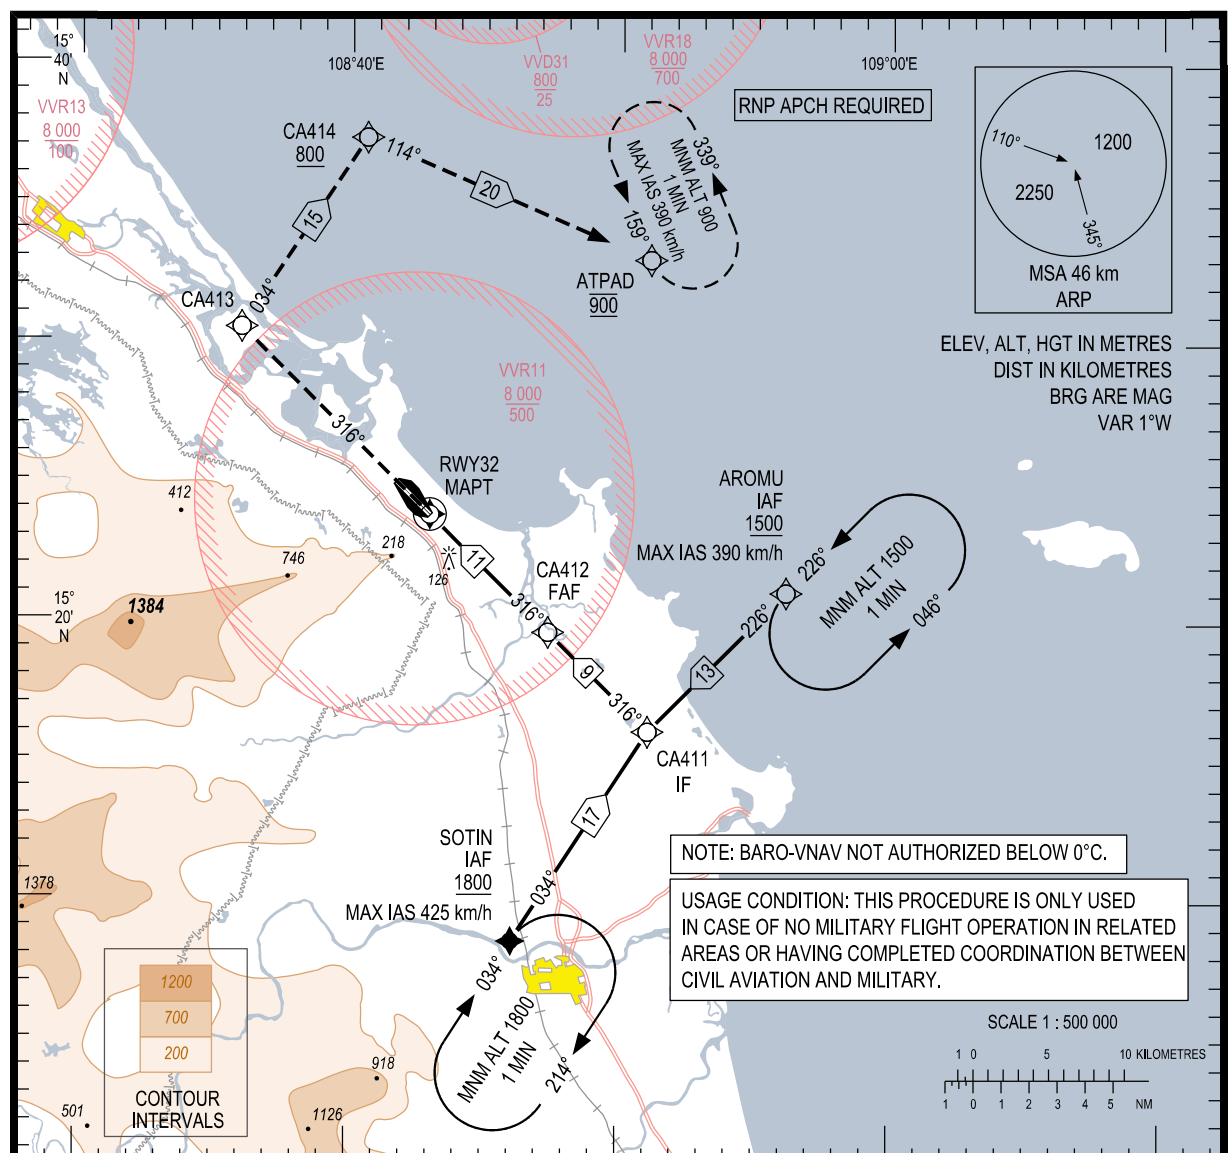 15°
40'
N
108°40'E
109°00'E
VVR13
8 000
100
VVD31
800
25
VVR18
8 000
700
RNP APCH REQUIRED
110°
1200
2250
345°
MSA 46 km
ARP
CA414
800
114°
20
15
034°
CA413
339°
MNM ALT 900
1 MIN
MAX IAS 390 km/h
159°
ATPAD
900
ELEV, ALT, HGT IN METRES
DIST IN KILOMETRES
BRG ARE MAG
VAR 1°W
VVR11
8 000
500
316°
RWY32
MAPT
412
746
218
126
1384
15°
20'
N
11
CA412
FAF
316°
9
316°
AROMU
IAF
1500
MAX IAS 390 km/h
226°
226°
MNM ALT 1500
1 MIN
046°
13
CA411
IF
17
SOTIN
IAF
1800
MAX IAS 425 km/h
034°
034°
MNM ALT 1800
1 MIN
214°
NOTE: BARO-VNAV NOT AUTHORIZED BELOW 0°C.
USAGE CONDITION: THIS PROCEDURE IS ONLY USED
IN CASE OF NO MILITARY FLIGHT OPERATION IN RELATED
AREAS OR HAVING COMPLETED COORDINATION BETWEEN
CIVIL AVIATION AND MILITARY.
1378
1200
700
200
CONTOUR
INTERVALS
501
918
1126
SCALE 1 : 500 000
1 0 5 10 KILOMETRES
1 0 1 2 3 4 5 NM